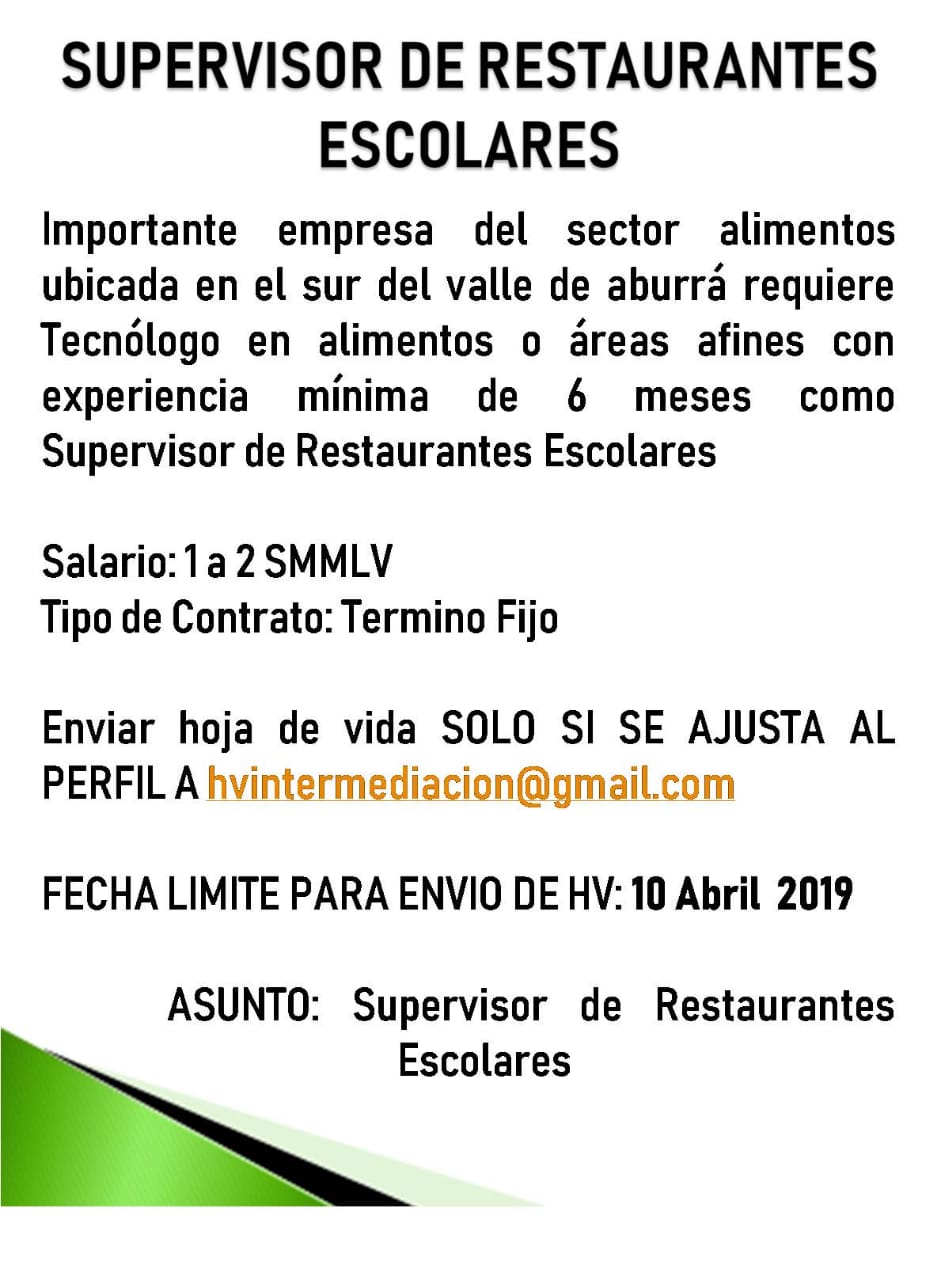 SUPERVISOR DE RESTAURANTES
ESCOLARES
Importante empresa del sector alimentos
ubicada en el sur del valle de aburrá requiere
Tecnólogo en alimentos o áreas afines con
experiencia mínima de 6 meses como
Supervisor de Restaurantes Escolares
Salario: 1 a 2 SMMLV
Tipo de Contrato: Termino Fijo
Enviar hoja de vida SOLO SI SE AJUSTA AL
PERFIL A hvintermediacion@gmail.com
FECHA LIMITE PARA ENVIO DE HV: 10 Abril 2019
ASUNTO: Supervisor de Restaurantes
Escolares